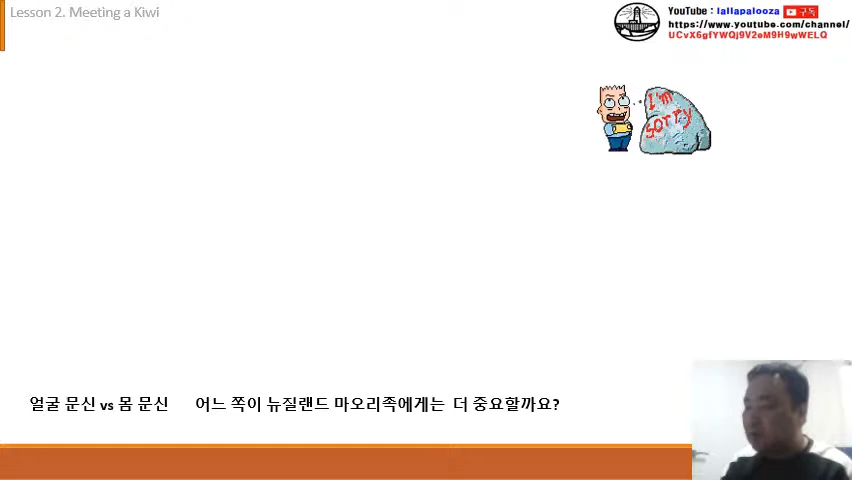 Lesson 2. Meeting a Kiwi
YouTube : lallapalooza 구독
https://www.youtube.com/channel/
UCvX6gfYWQj9V2eM9H9wWELQ
I'm
sorry
얼굴 문신 vs 몸 문신 어느 쪽이 뉴질랜드 마오리족에게는 더 중요할까요?